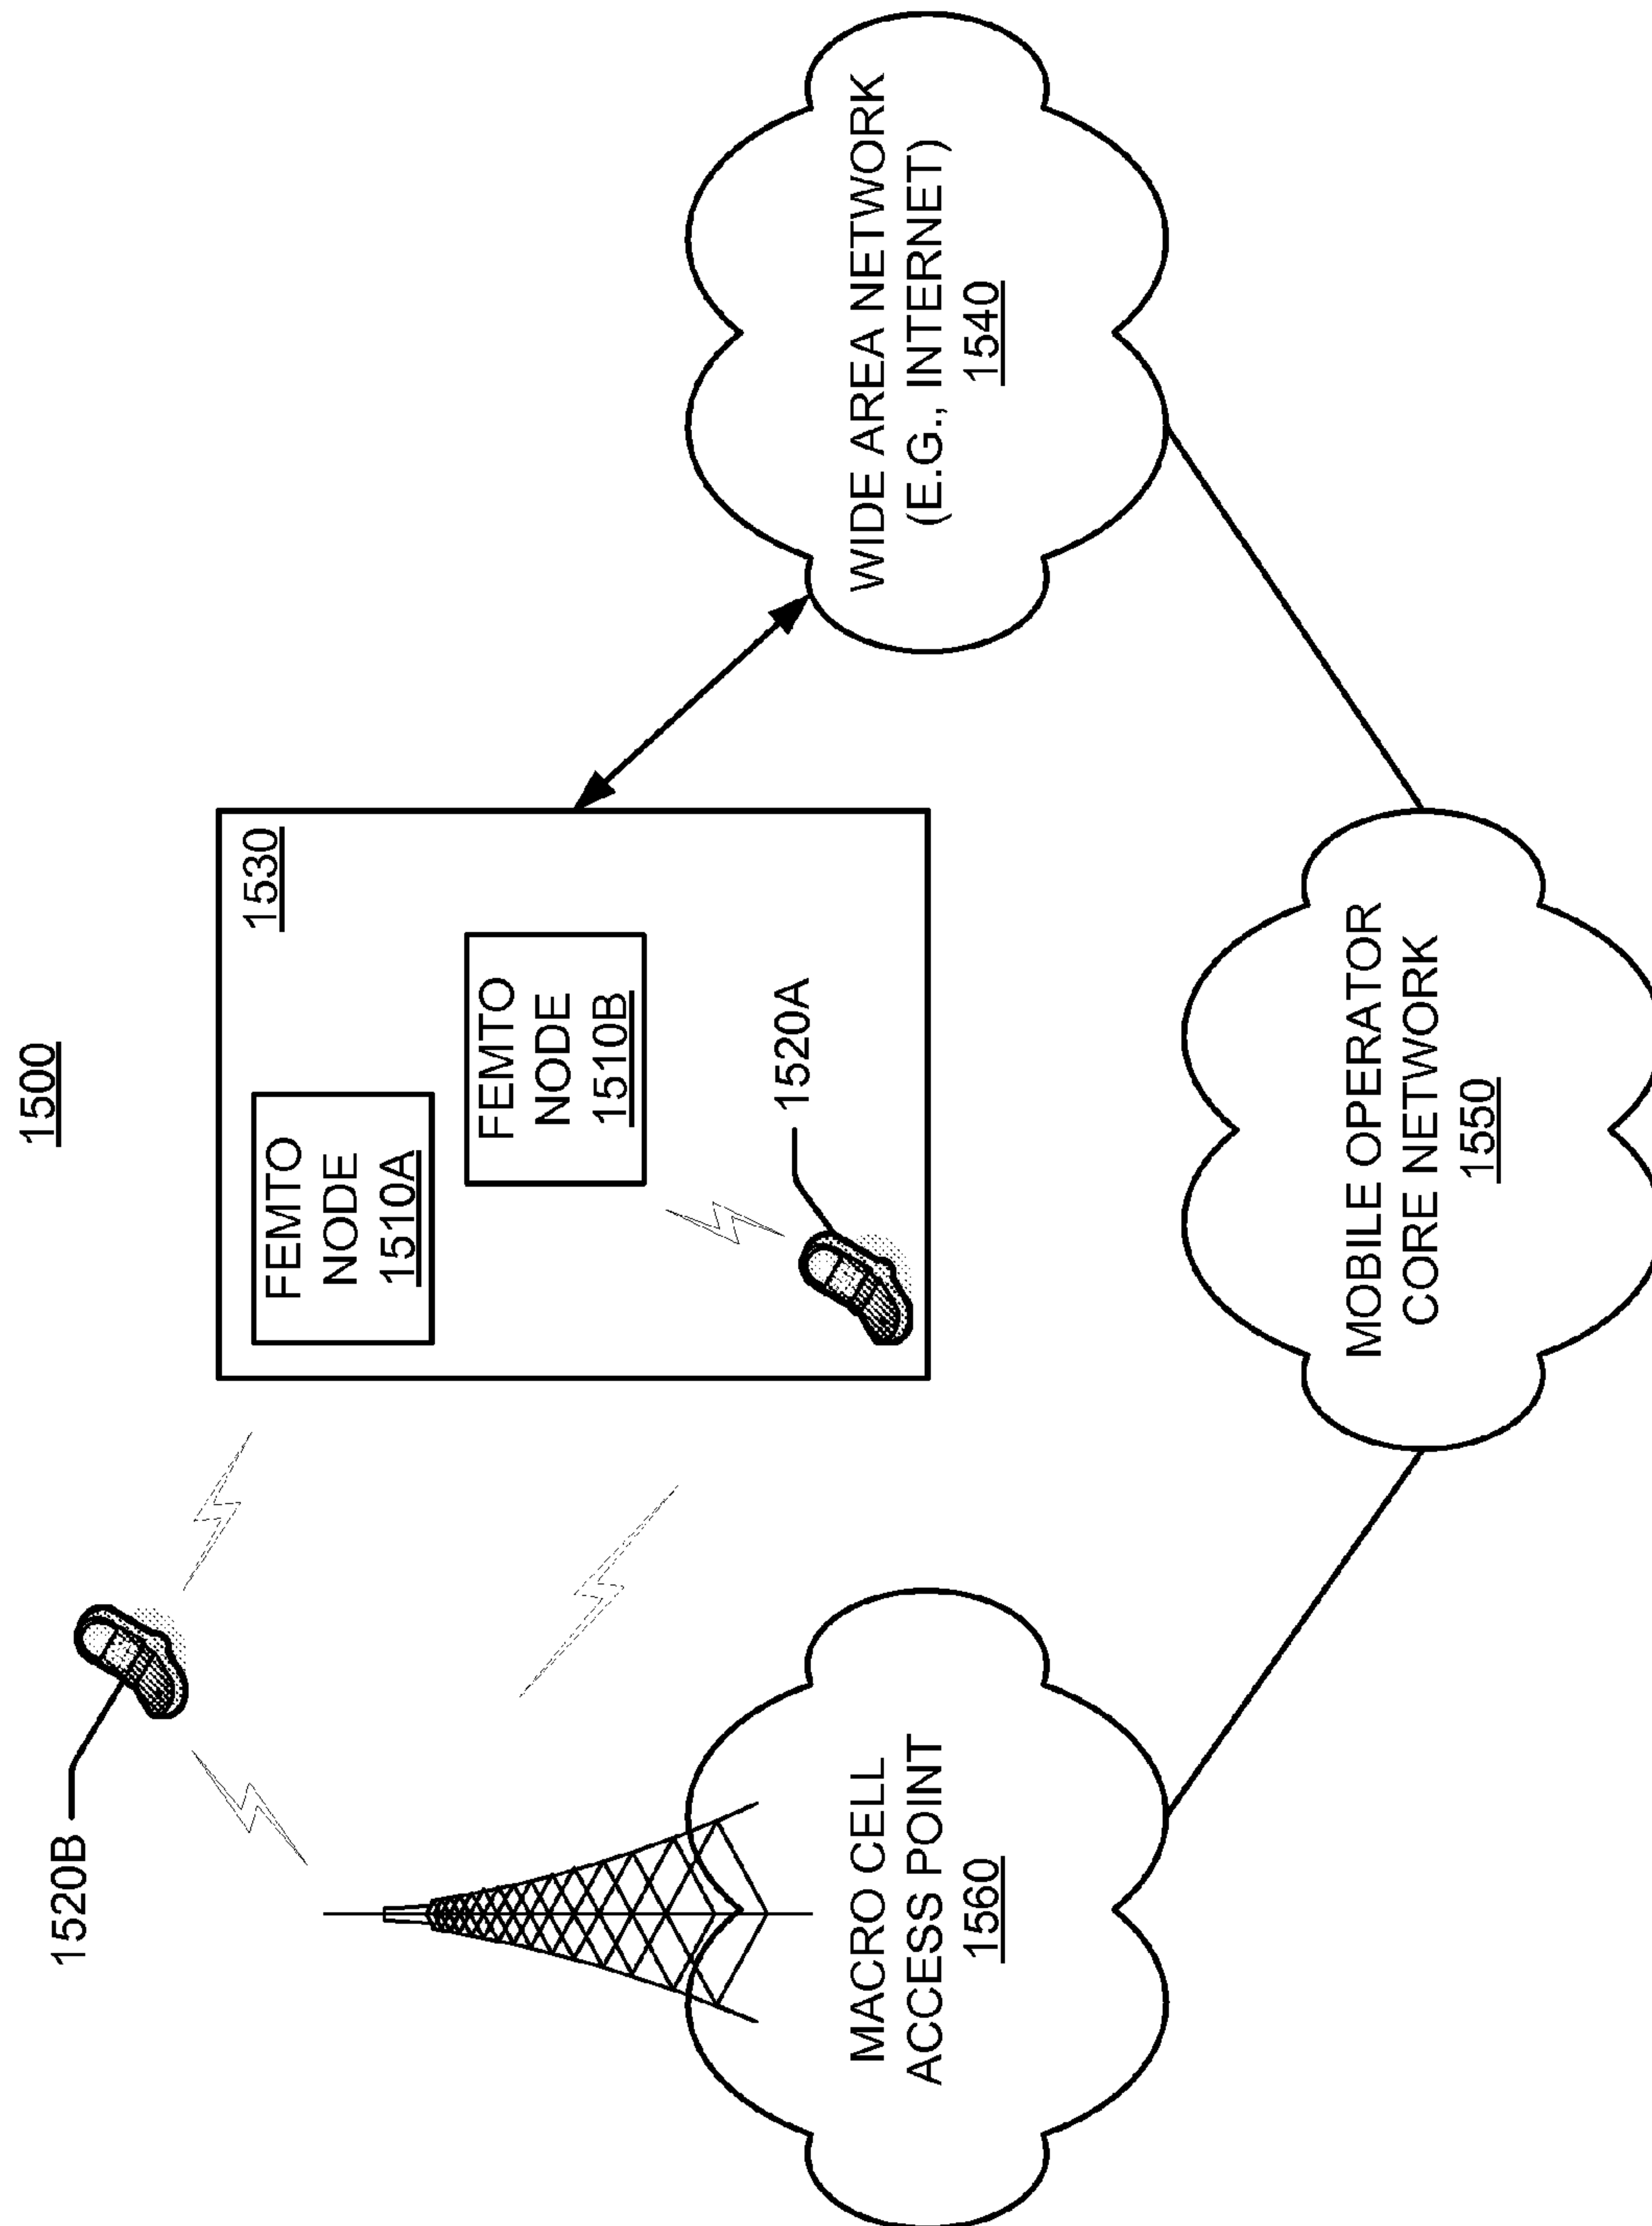 1500
1520B
FEMTO
NODE
1510A
1530
FEMTO
NODE
1510B
1520A
MACRO CELL
ACCESS POINT
1560
WIDE AREA NETWORK
(E.G., INTERNET)
1540
MOBILE OPERATOR
CORE NETWORK
1550